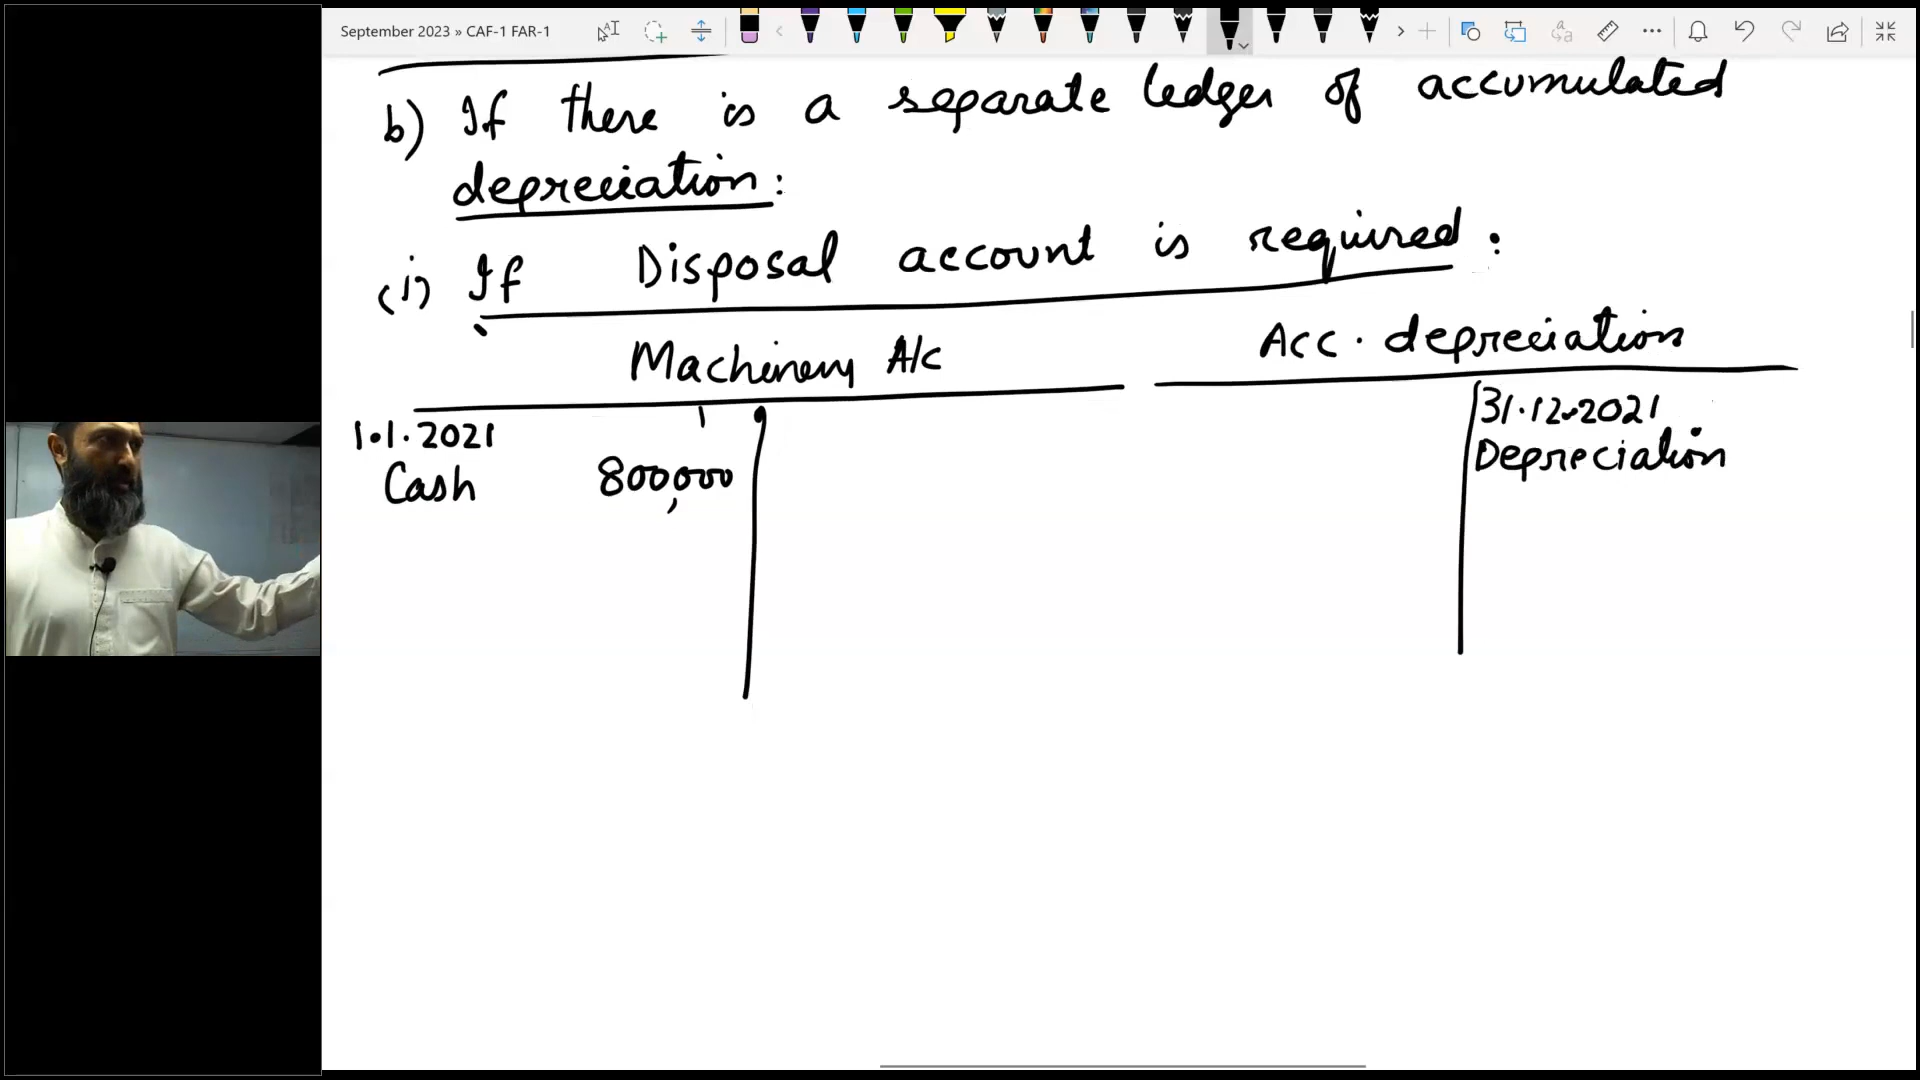 September 2023 » CAF-1 FAR-1
b) If there is a separate ledger of accumulated
depreciation:
(i) If Disposal account is required:
Machinery A/c
Acc. depreciation
1.1.2021
Cash 800,000
31.12.2021
Depreciation